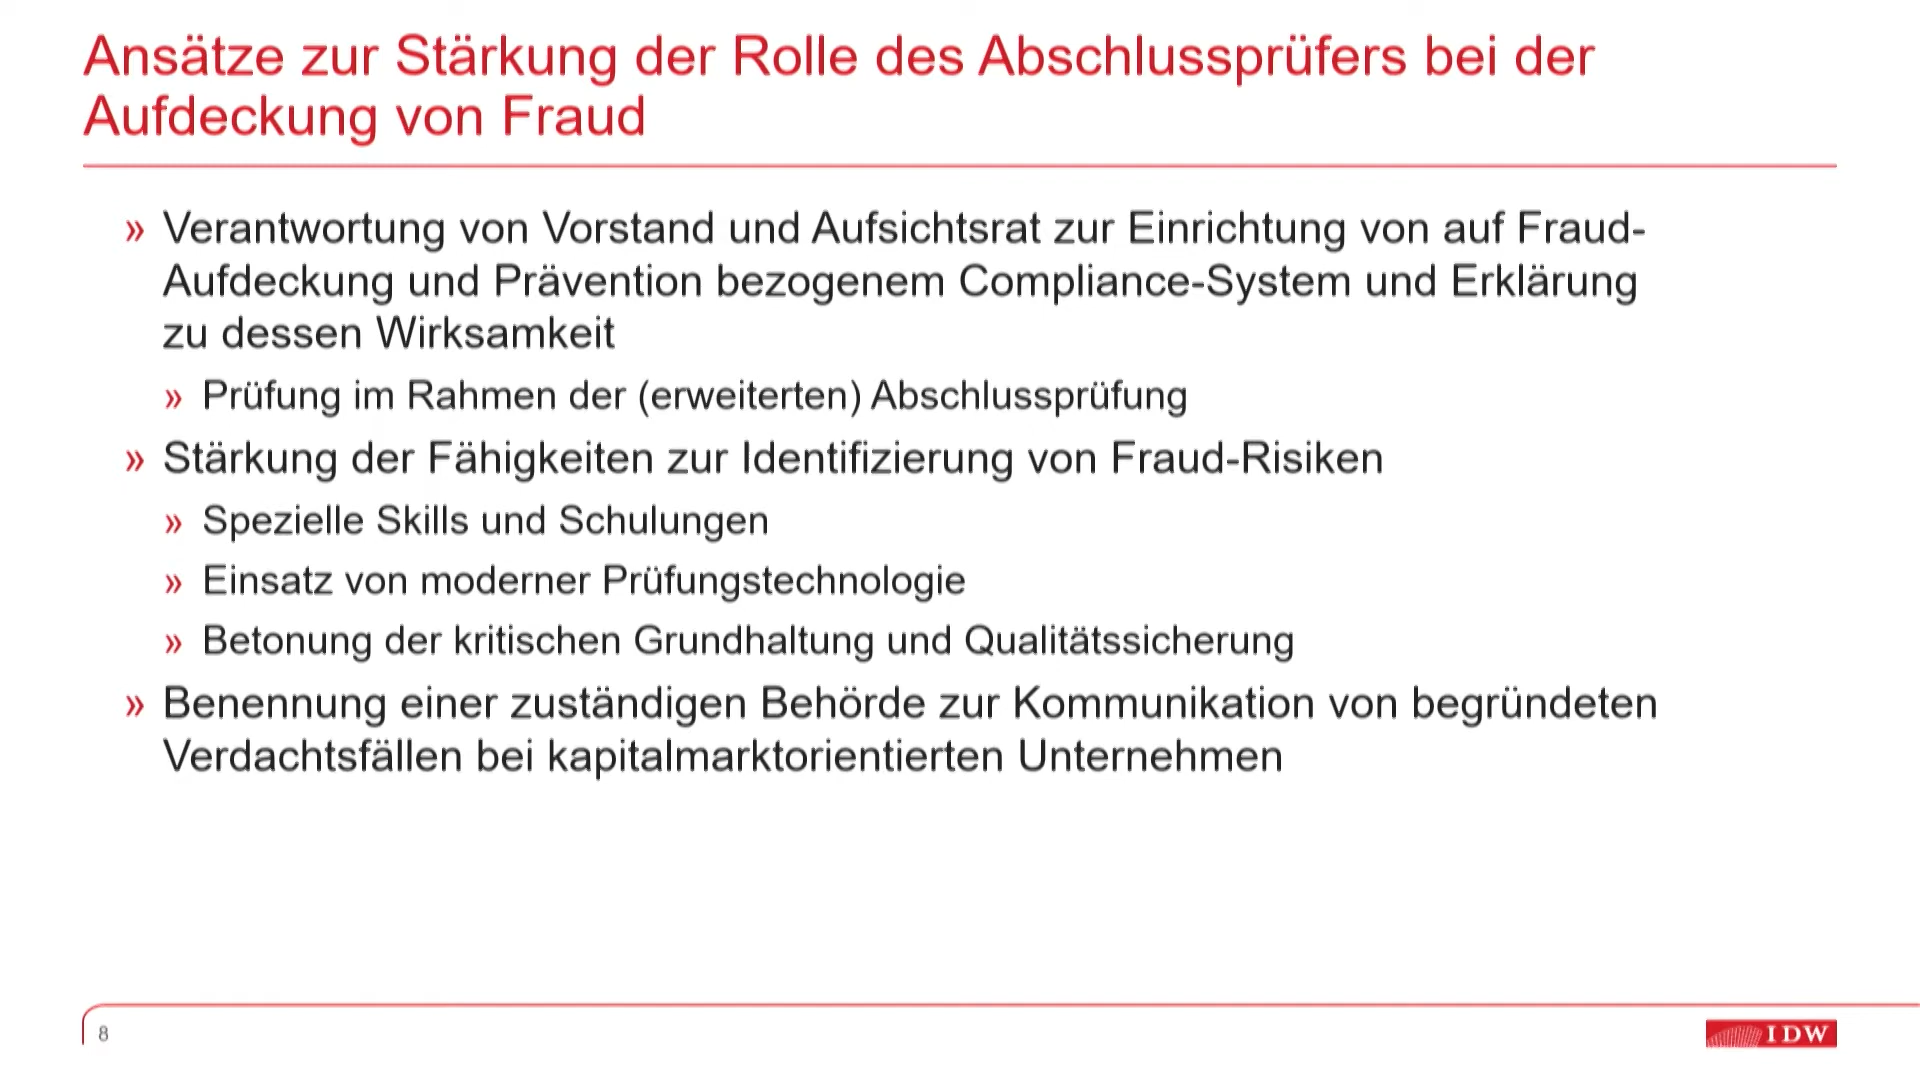 Ansätze zur Stärkung der Rolle des Abschlussprüfers bei der
Aufdeckung von Fraud
» Verantwortung von Vorstand und Aufsichtsrat zur Einrichtung von auf Fraud-
Aufdeckung und Prävention bezogenem Compliance-System und Erklärung
zu dessen Wirksamkeit
» Prüfung im Rahmen der (erweiterten) Abschlussprüfung
» Stärkung der Fähigkeiten zur Identifizierung von Fraud-Risiken
» Spezielle Skills und Schulungen
» Einsatz von moderner Prüfungstechnologie
» Betonung der kritischen Grundhaltung und Qualitätssicherung
» Benennung einer zuständigen Behörde zur Kommunikation von begründeten
Verdachtsfällen bei kapitalmarktorientierten Unternehmen
8
IDW